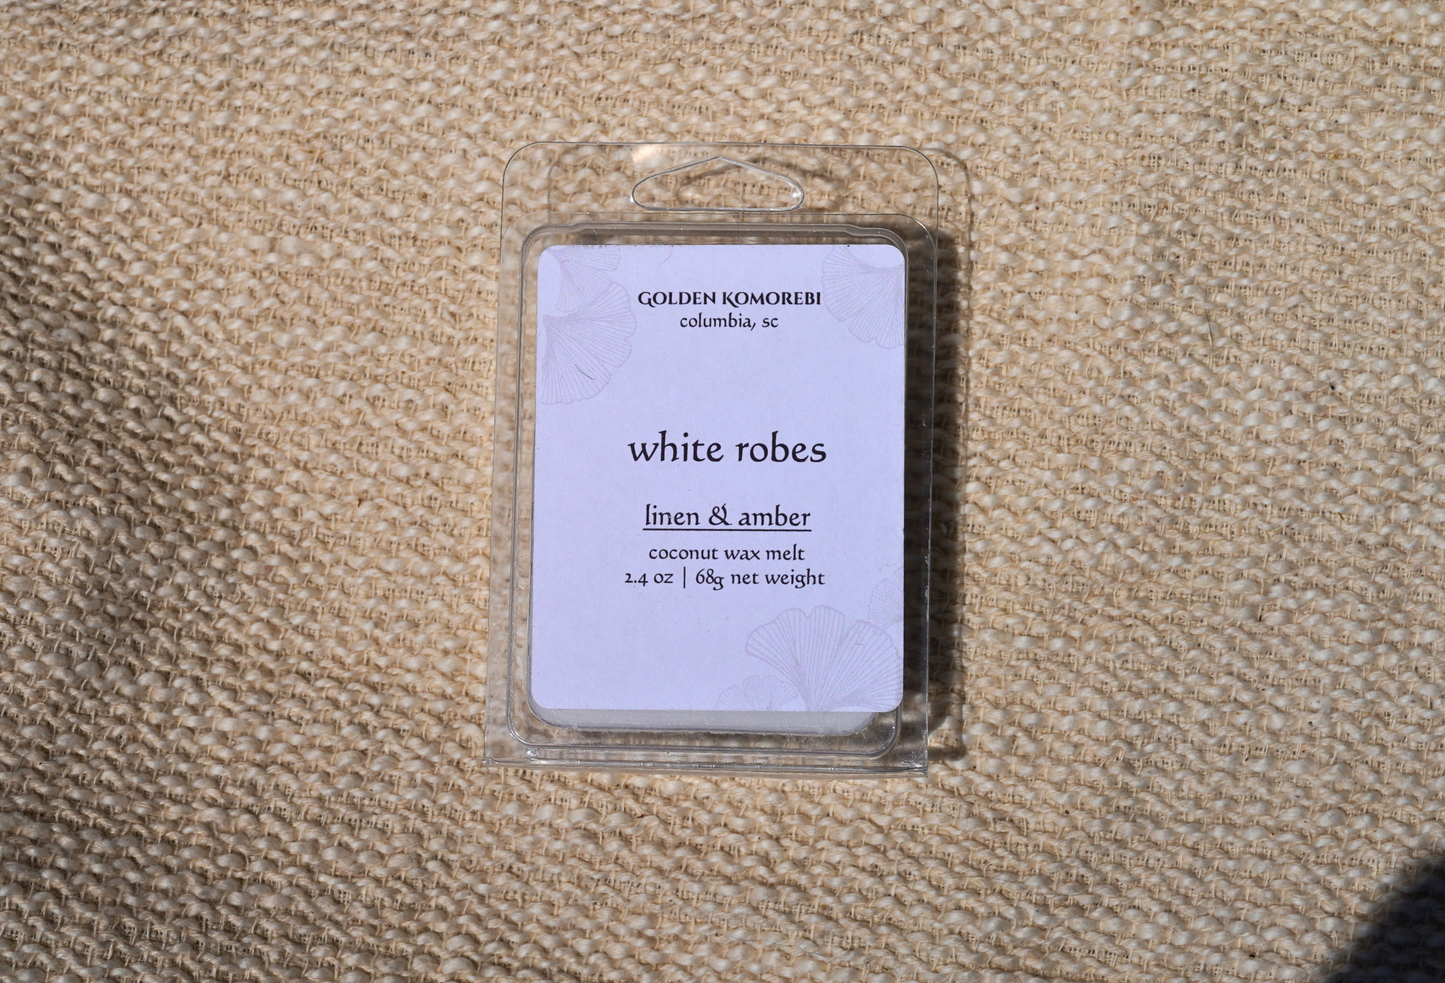 GOLDEN KOMOREBI
columbia, sc
white robes
linen & amber
coconut wax melt
2.4 oz | 68g net weight